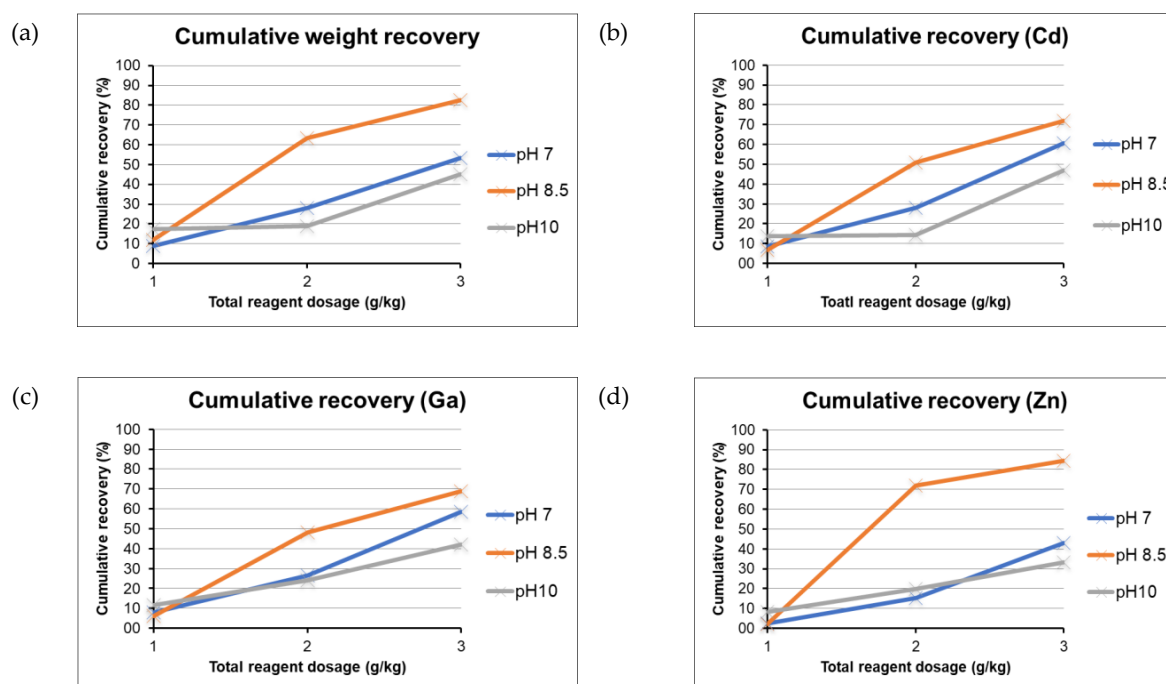 (a)
Cumulative weight recovery
Cumulative recovery (%)
100
90
80
70
60
50
40
30
20
10
0
1 2 3
Total reagent dosage (g/kg)
pH 7
pH 8.5
pH10
(b)
Cumulative recovery (Cd)
Cumulative recovery (%)
100
90
80
70
60
50
40
30
20
10
00
1 2 3
Toatl reagent dosage (g/kg)
pH 7
pH 8.5
pH10
(c)
Cumulative recovery (Ga)
Cumulative recovery (%)
100
90
80
70
60
50
40
30
20
10
00
1 2 3
Total reagent dosage (g/kg)
pH 7
pH 8.5
pH10
(d)
Cumulative recovery (Zn)
Cumulative recovery (%)
100
90
80
70
60
50
40
30
20
10
00
1 2 3
Total reagent dosage (g/kg)
pH 7
pH 8.5
pH10